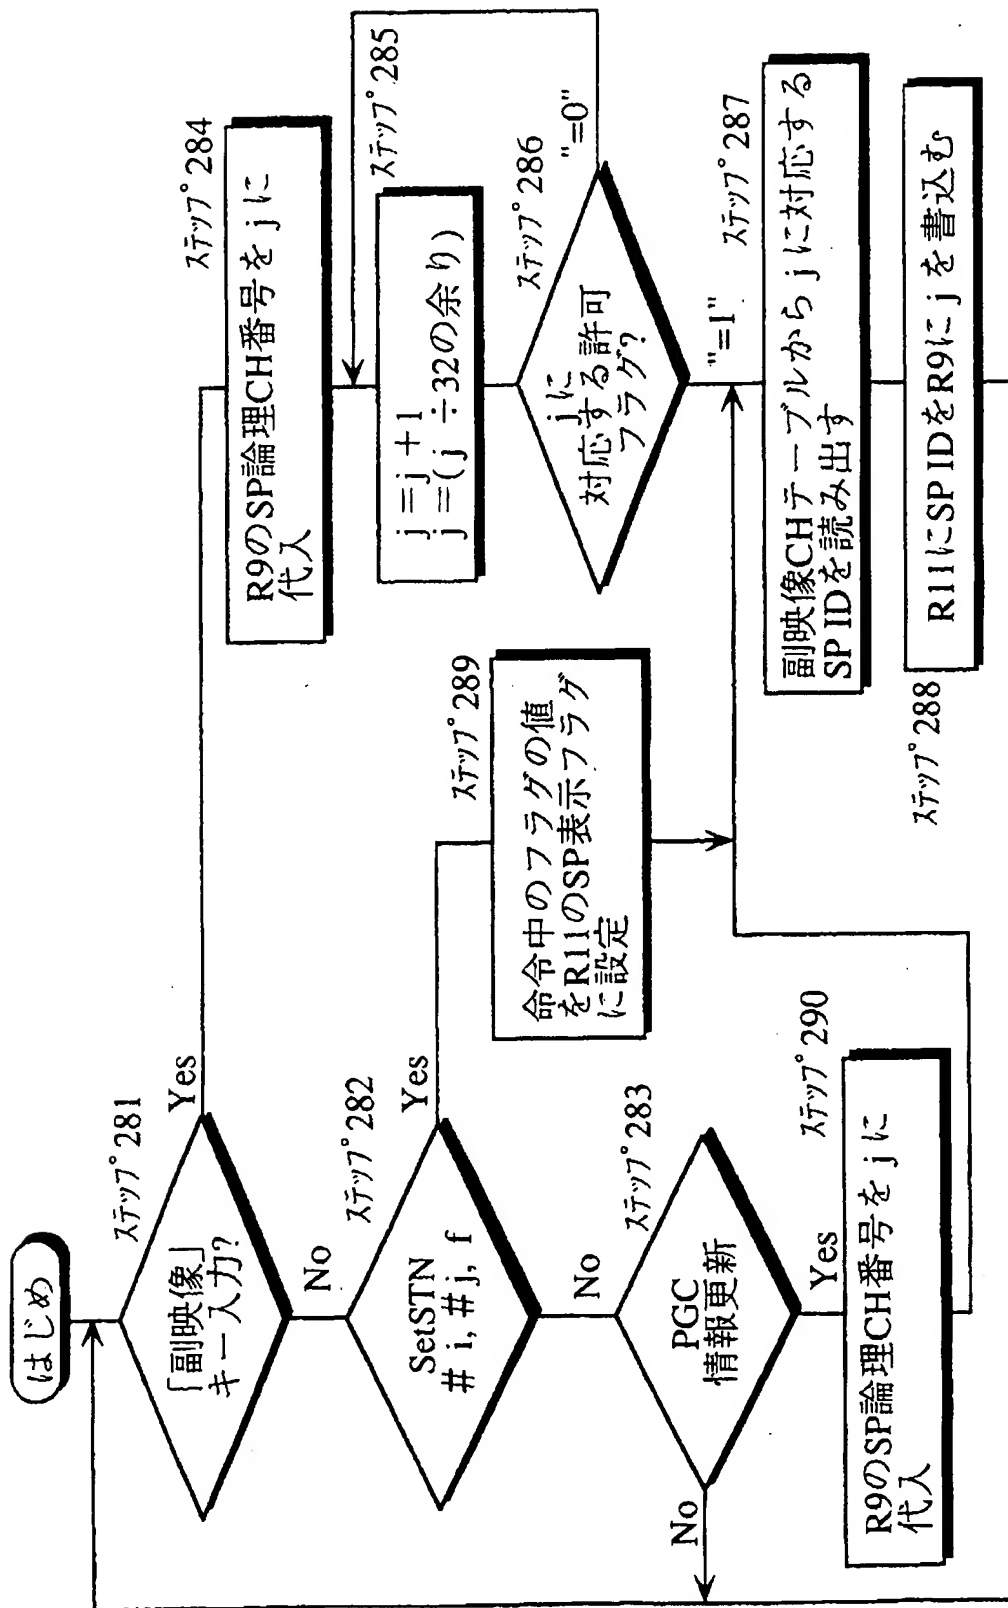 はじめ
ステップ281
「副映像」
キー入力?
Yes
No
ステップ282
SetSTN
# i, # j, f
Yes
No
ステップ283
PGC
情報更新
No
Yes
ステップ290
R9のSP論理CH番号をjに
代入
ステップ289
命令中のフラグの値
をR11のSP表示フラグ
に設定
ステップ284
R9のSP論理CH番号をjに
代入
ステップ285
j=j+1
j=(j÷32の余り)
ステップ286
jに
対応する許可
フラグ?
"=0"
"=1"
ステップ287
副映像CHテーブルからjに対応する
SP IDを読み出す
ステップ288
R11にSP IDをR9にjを書込む